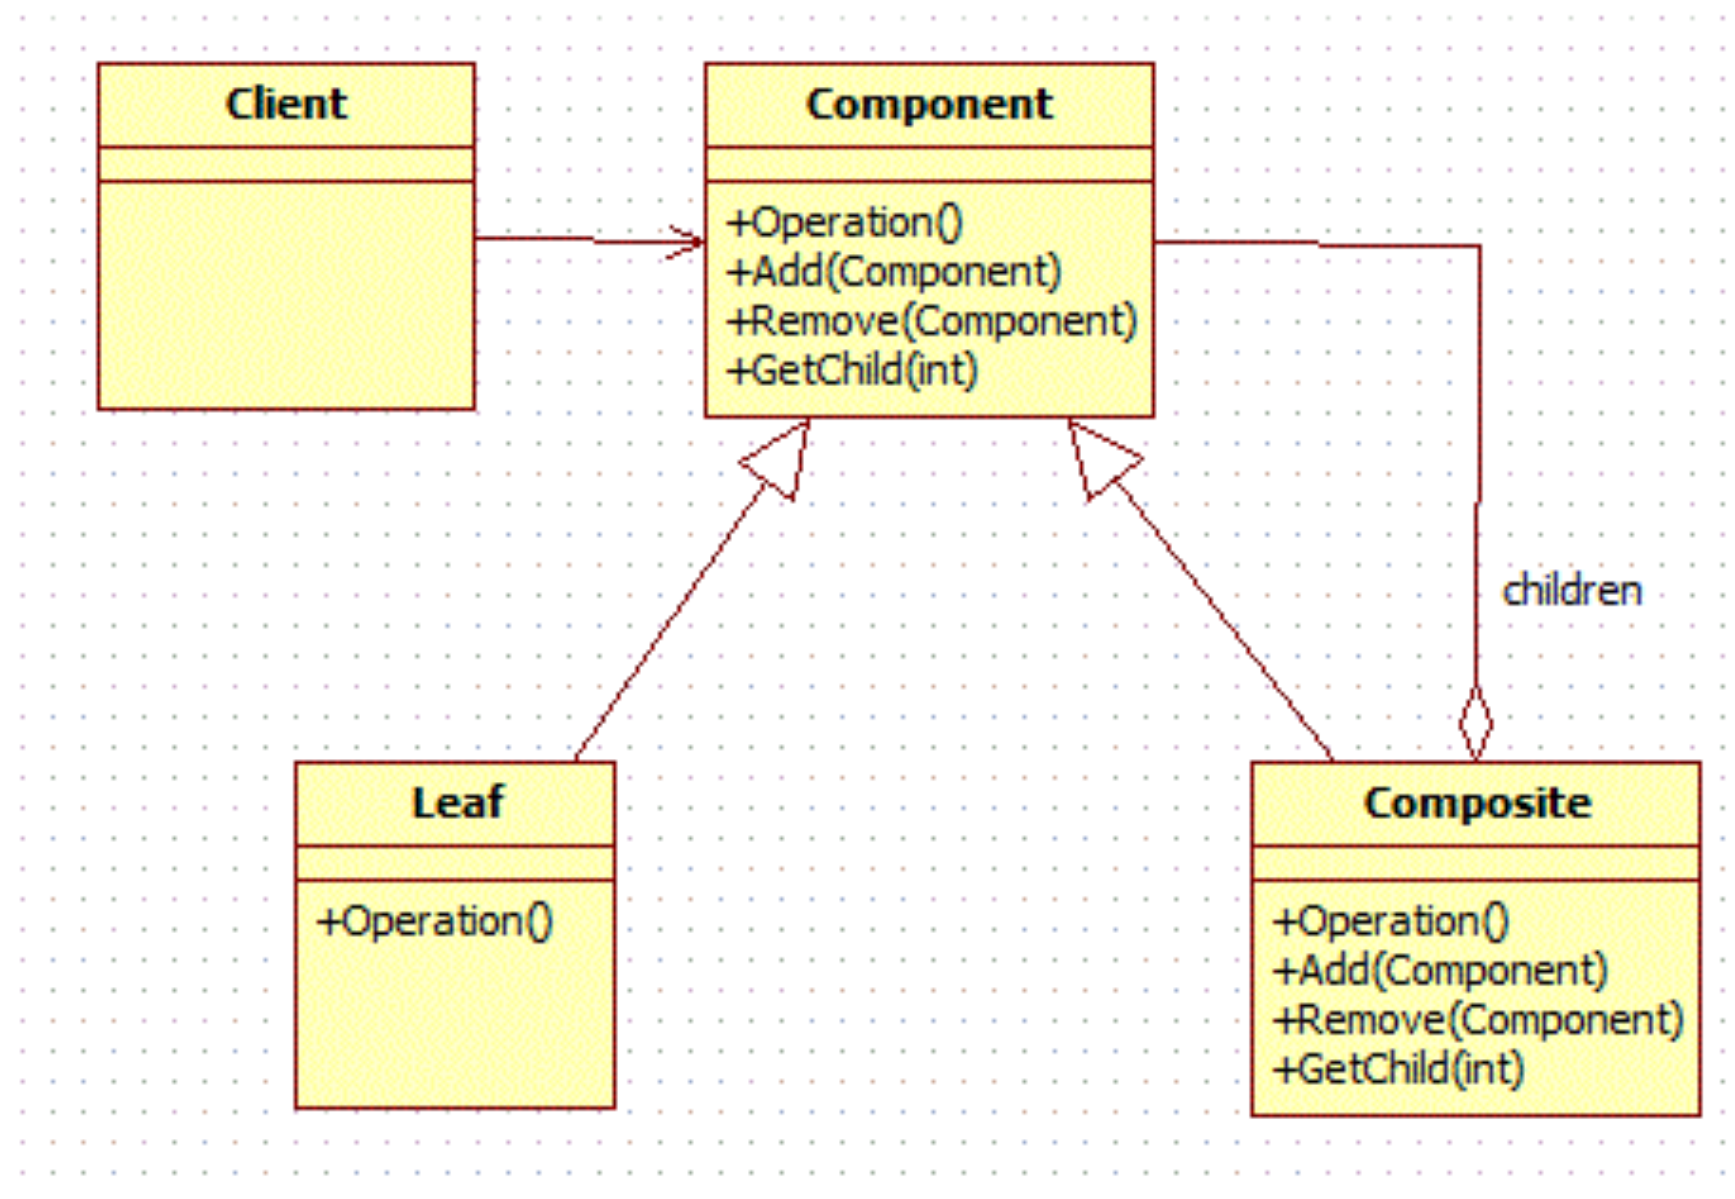 Client
Component
+Operation()
+Add(Component)
+Remove(Component)
+GetChild(int)
children
Leaf
+Operation()
Composite
+Operation()
+Add(Component)
+Remove(Component)
+GetChild(int)